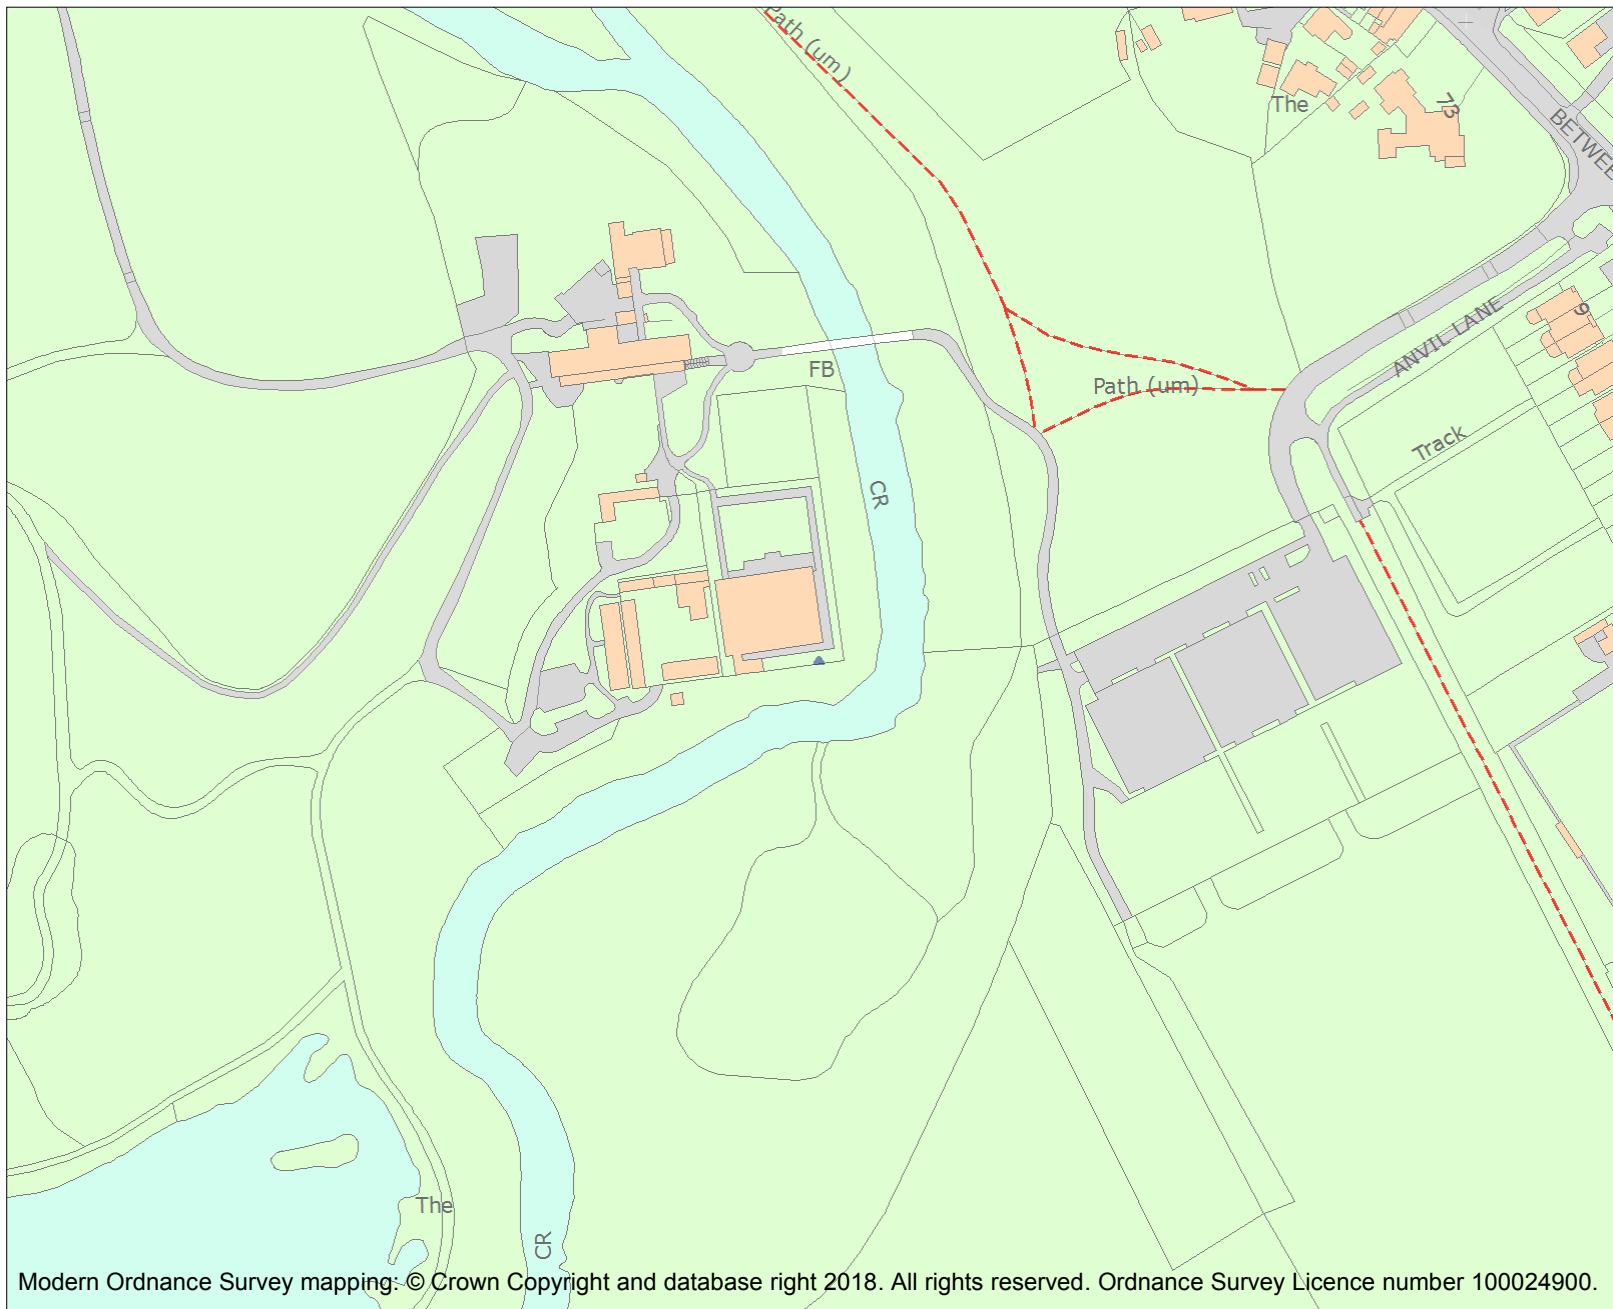 Path (um)
The
73
BETWEE
9
ANVIL LANE
FB
Path (um)
Track
CR
The
CR
Modern Ordnance Survey mapping: © Crown Copyright and database right 2018. All rights reserved. Ordnance Survey Licence number 100024900.